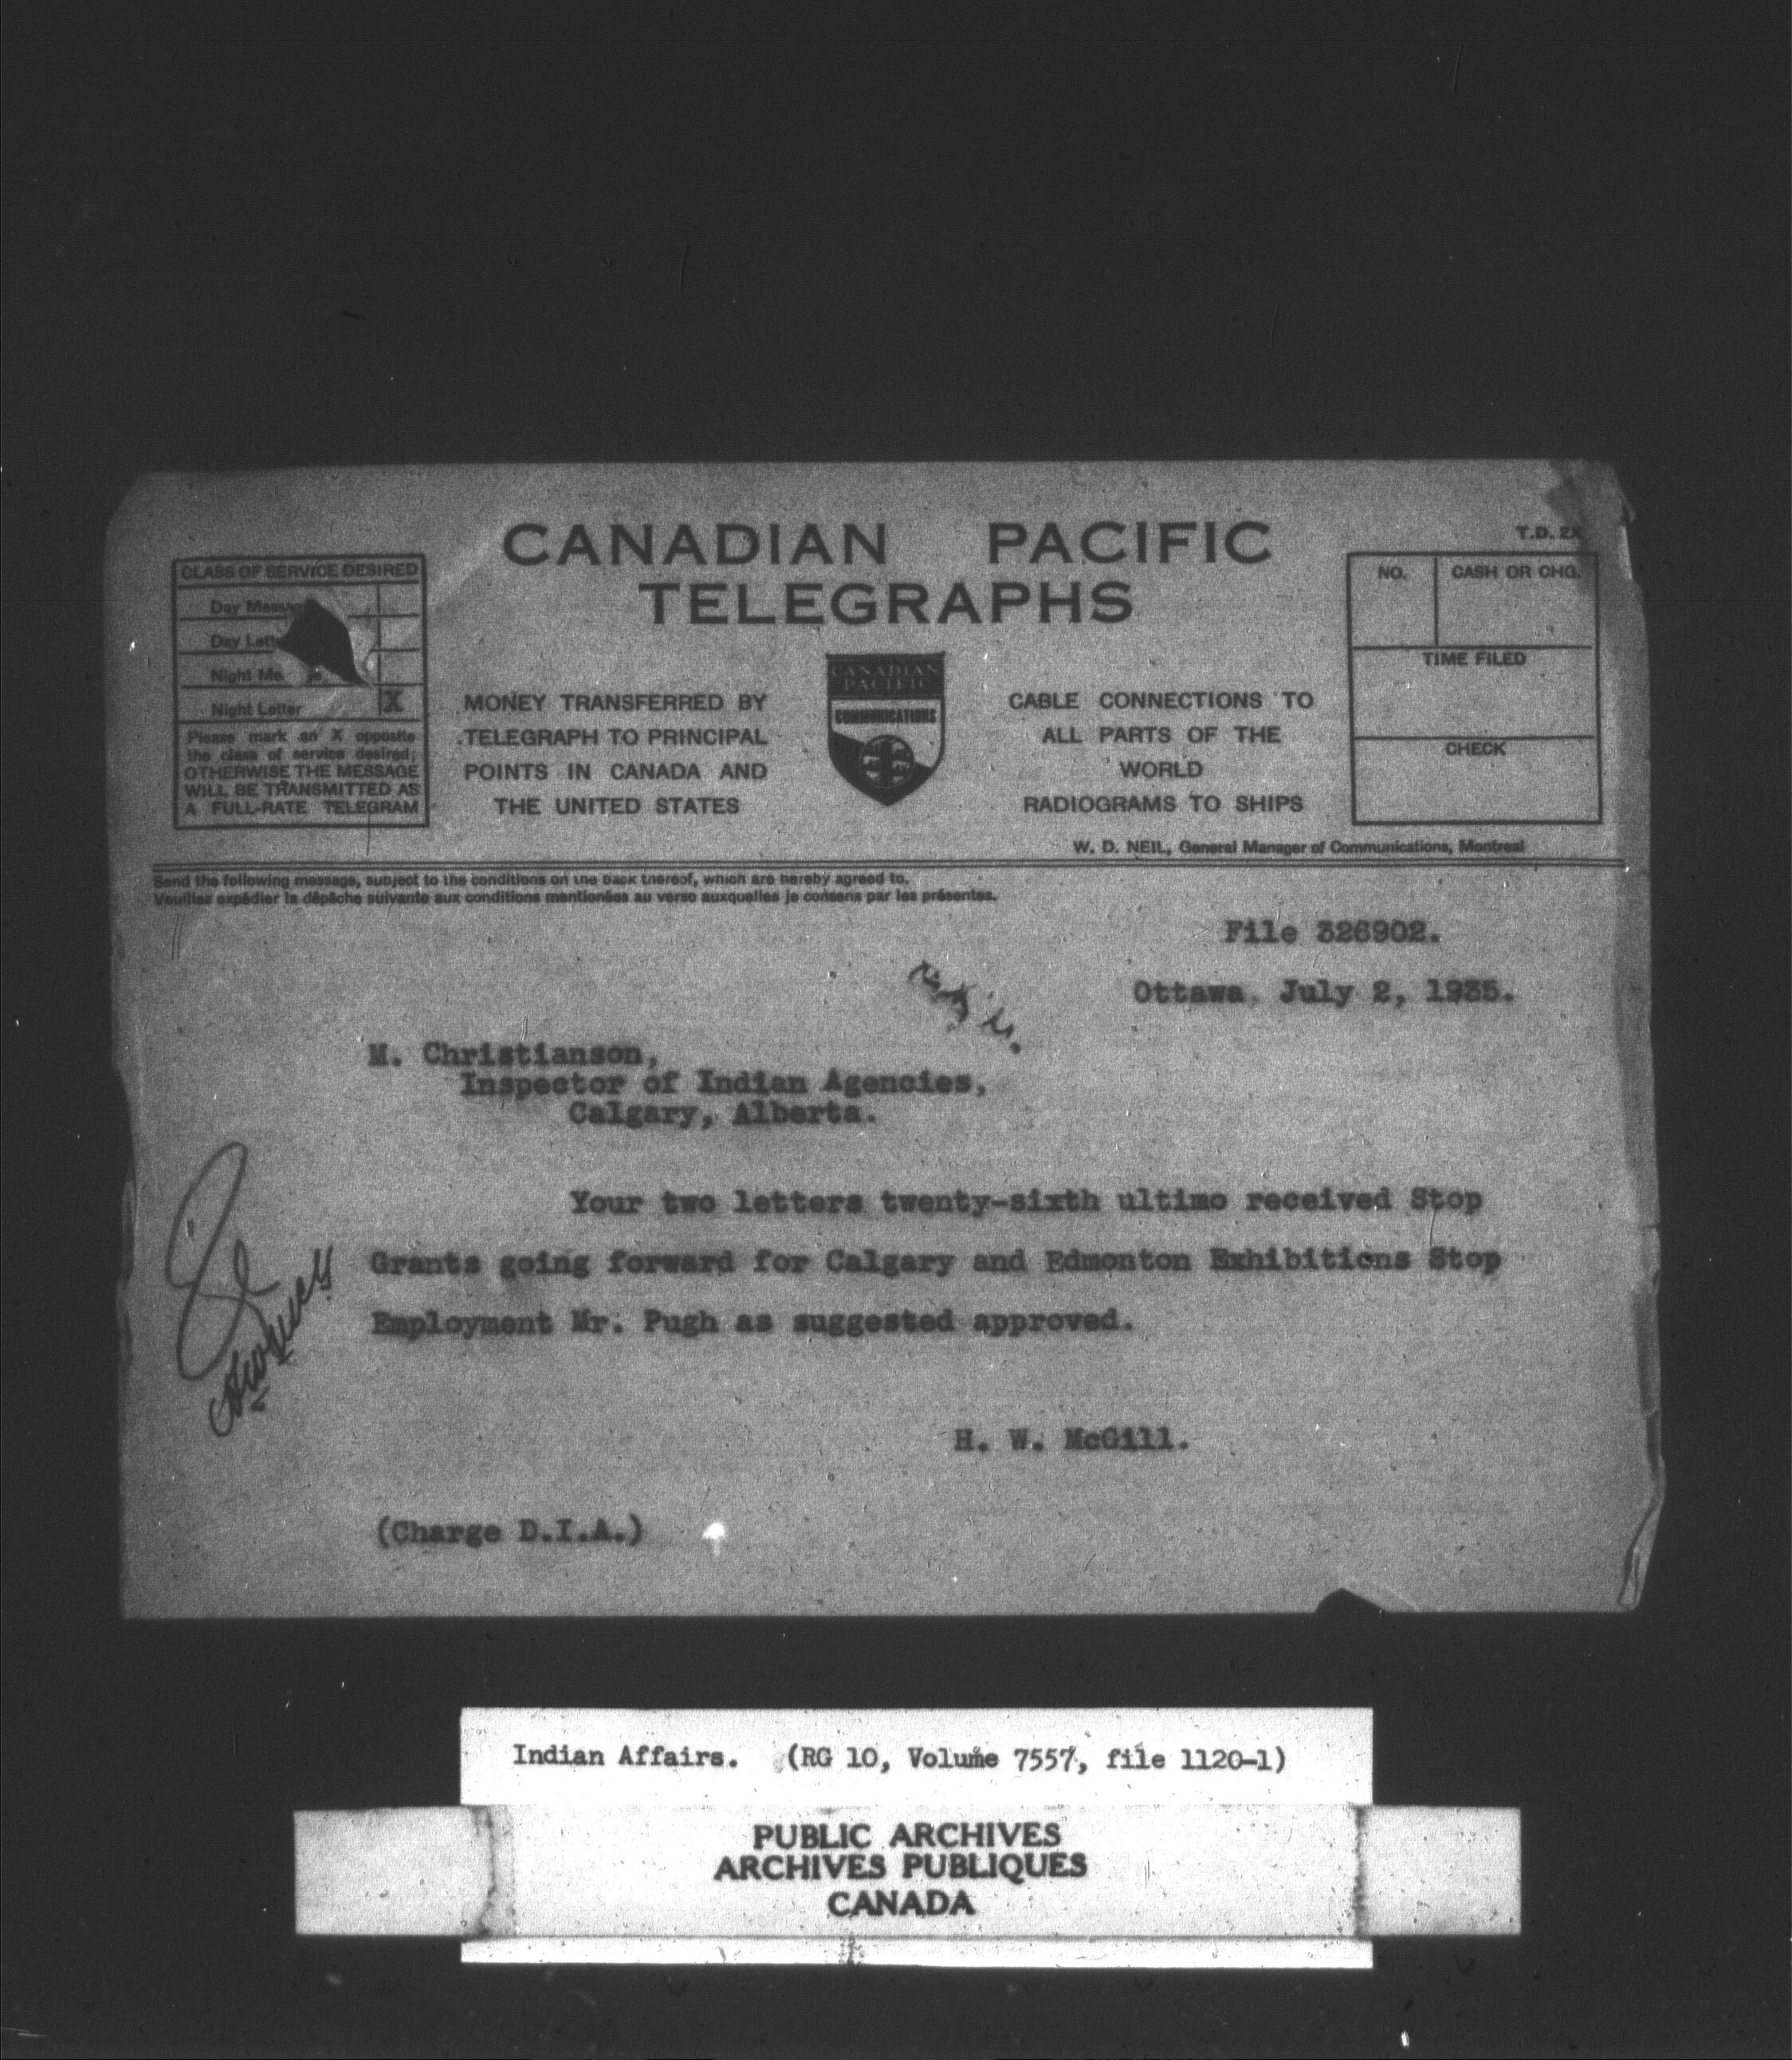 CANADIAN PACIFIC
TELEGRAPHS
T.D. 2X
CLASS OF SERVICE DESIRED
Day Messag
Day Lette
Night Me
Night Letter X
Please mark an X opposite
the class of service desired;
OTHERWISE THE MESSAGE
WILL BE TRANSMITTED AS
A FULL-RATE TELEGRAM
MONEY TRANSFERRED BY
TELEGRAPH TO PRINCIPAL
POINTS IN CANADA AND
THE UNITED STATES
CANADIAN
PACIFIC
COMMUNICATIONS
CABLE CONNECTIONS TO
ALL PARTS OF THE
WORLD
RADIOGRAMS TO SHIPS
NO. CASH OR CHG.
TIME FILED
CHECK
W. D. NEIL, General Manager of Communications, Montreal
Send the following message, subject to the conditions on the back thereof, which are hereby agreed to.
Veuillez expédier la dépêche suivante aux conditions mentionées au verso auxquelles je consens par les présentes.
File 326902.
Ottawa, July 2, 1935.
M. Christianson,
Inspector of Indian Agencies,
Calgary, Alberta.
Your two letters twenty-sixth ultimo received Stop
Grants going forward for Calgary and Edmonton Exhibitions Stop
Employment Mr. Pugh as suggested approved.
H. W. McGill.
(Charge D.I.A.)
Indian Affairs. (RG 10, Volume 7557, file 1120-1)
PUBLIC ARCHIVES
ARCHIVES PUBLIQUES
CANADA